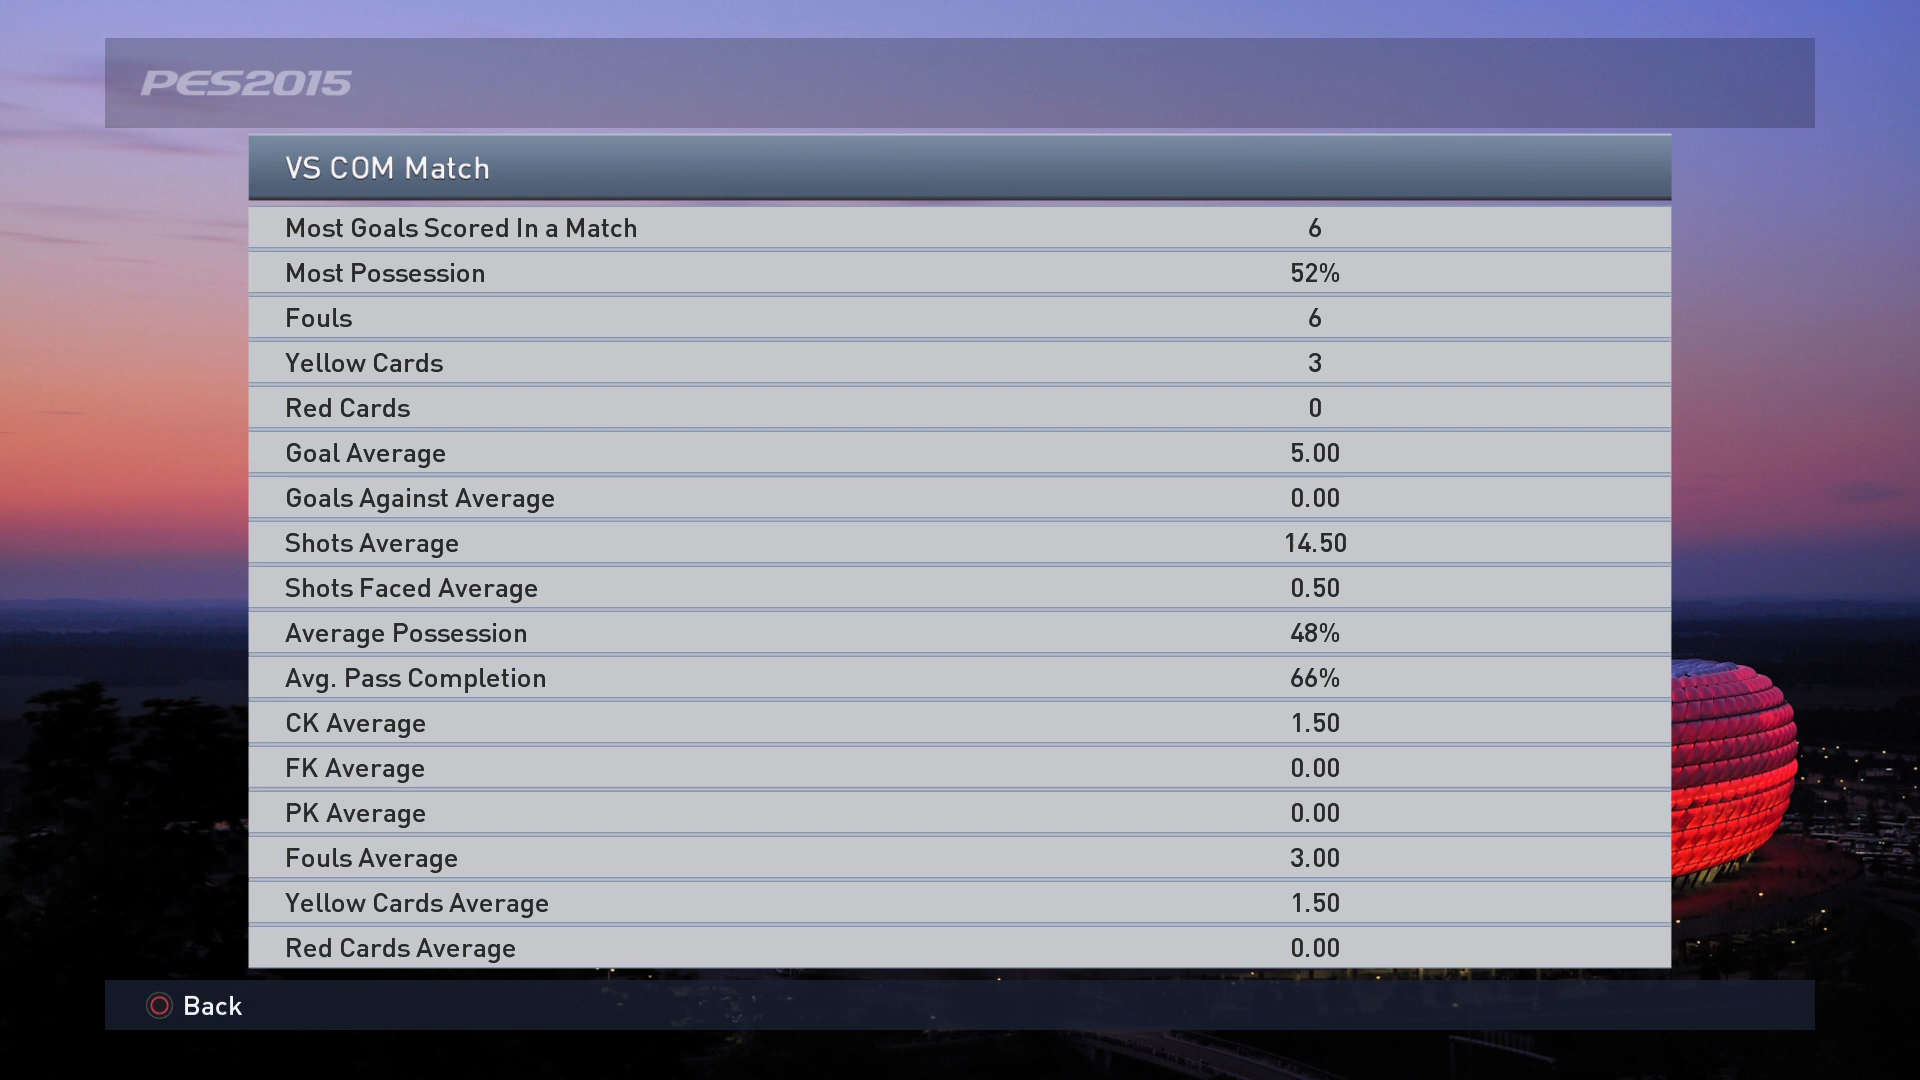 PES2015
VS COM Match
Most Goals Scored In a Match 6
Most Possession 52%
Fouls 6
Yellow Cards 3
Red Cards 0
Goal Average 5.00
Goals Against Average 0.00
Shots Average 14.50
Shots Faced Average 0.50
Average Possession 48%
Avg. Pass Completion 66%
CK Average 1.50
FK Average 0.00
PK Average 0.00
Fouls Average 3.00
Yellow Cards Average 1.50
Red Cards Average 0.00
Back